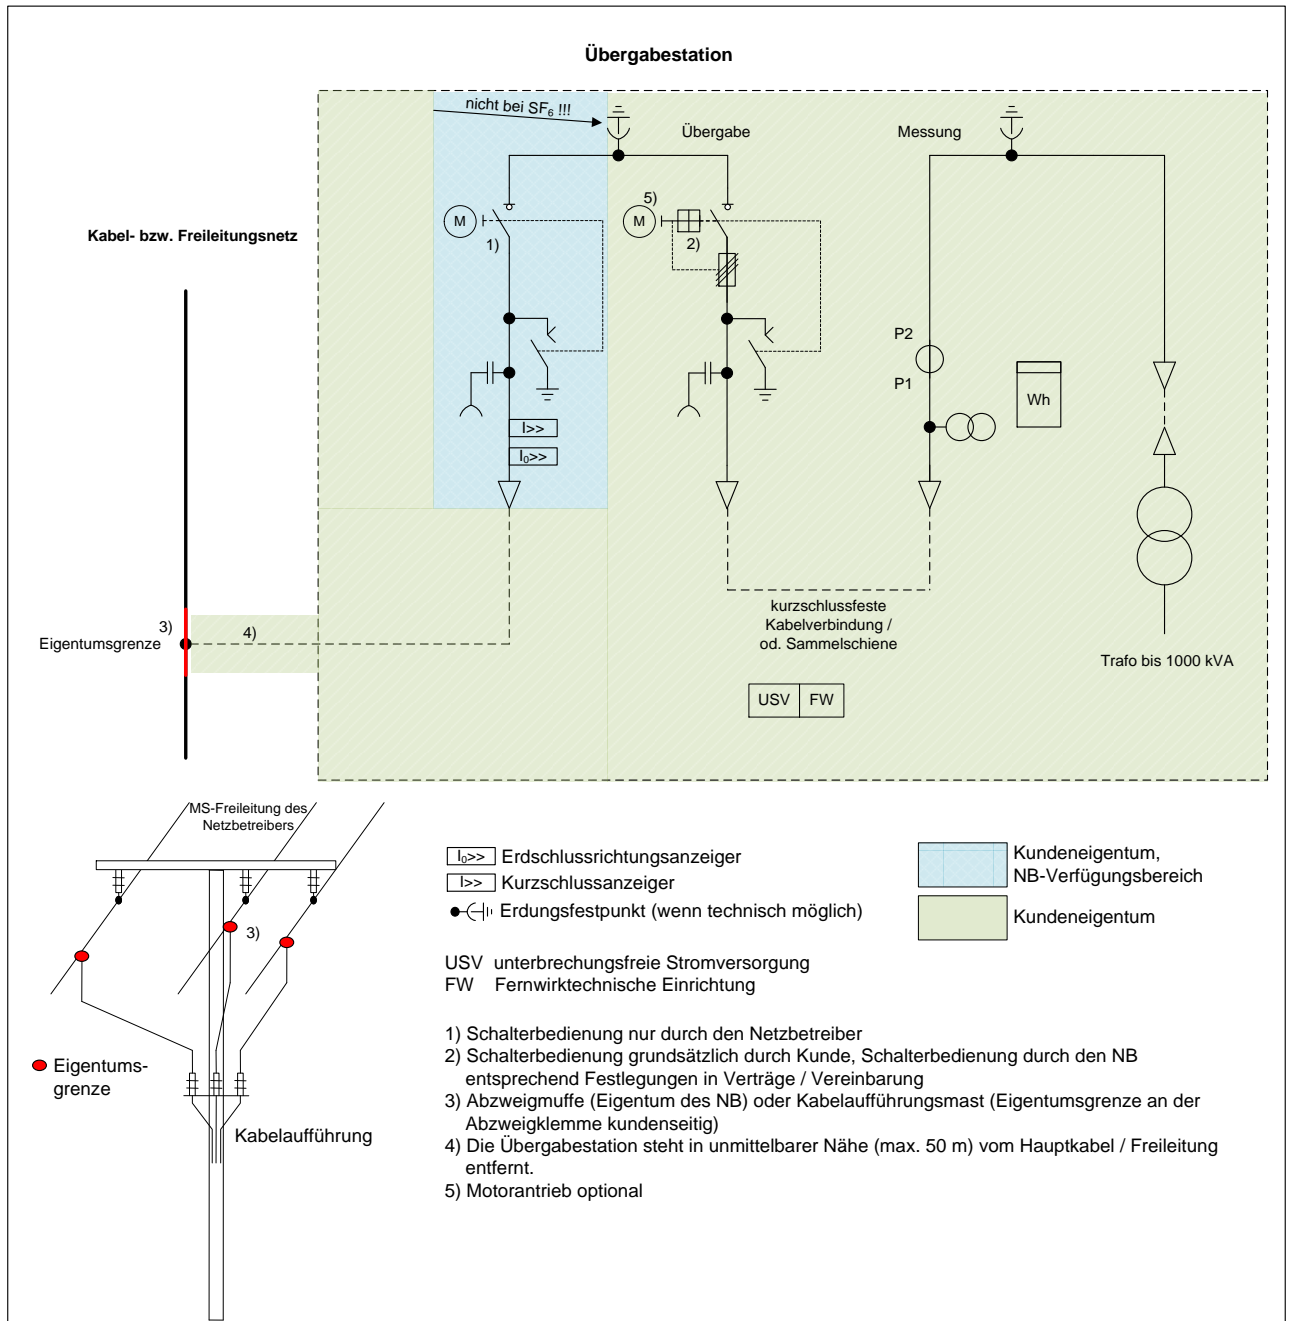 Übergabestation
nicht bei SF₆ !!!
Übergabe
Messung
M
1)
5)
M
2)
Kabel- bzw. Freileitungsnetz
P2
P1
Wh
I>>
I₀>>
3)
4)
Eigentumsgrenze
kurzschlussfeste
Kabelverbindung /
od. Sammelschiene
Trafo bis 1000 kVA
USV FW
MS-Freileitung des
Netzbetreibers
3)
Eigentums-
grenze
Kabelaufführung
I₀>> Erdschlussrichtungsanzeiger
I>> Kurzschlussanzeiger
Erdungsfestpunkt (wenn technisch möglich)
USV unterbrechungsfreie Stromversorgung
FW Fernwirktechnische Einrichtung
Kundeneigentum,
NB-Verfügungsbereich
Kundeneigentum
1) Schalterbedienung nur durch den Netzbetreiber
2) Schalterbedienung grundsätzlich durch Kunde, Schalterbedienung durch den NB
entsprechend Festlegungen in Verträge / Vereinbarung
3) Abzweigmuffe (Eigentum des NB) oder Kabelaufführungsmast (Eigentumsgrenze an der
Abzweigklemme kundenseitig)
4) Die Übergabestation steht in unmittelbarer Nähe (max. 50 m) vom Hauptkabel / Freileitung
entfernt.
5) Motorantrieb optional